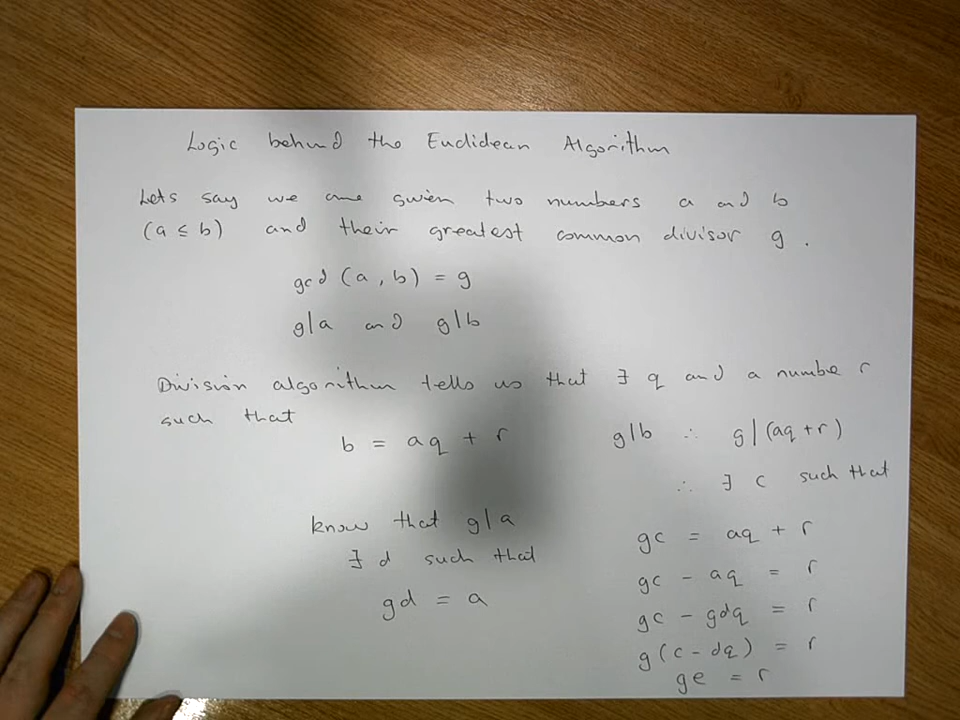 Logic behind the Euclidean Algorithm
Lets say we are given two numbers a and b
(a ≤ b) and their greatest common divisor g.
gcd (a, b) = g
g|a and g|b
Division algorithm tells us that ∃ q and a number r
such that
b = aq + r
g|b ∴ g|(aq + r)
∴ ∃ c such that
know that g|a
∃ d such that
gd = a
gc = aq + r
gc - aq = r
gc - gdq = r
g(c - dq) = r
ge = r